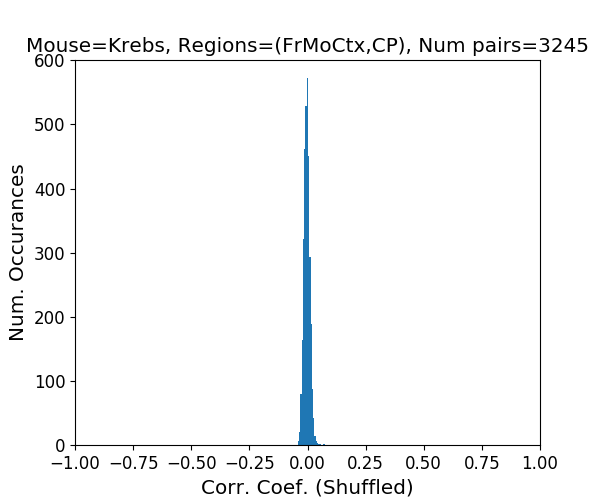 Mouse=Krebs, Regions=(FrMoCtx,CP), Num pairs=3245
600
500
400
300
200
100
0
Num. Occurances
−1.00 −0.75 −0.50 −0.25 0.00 0.25 0.50 0.75 1.00
Corr. Coef. (Shuffled)